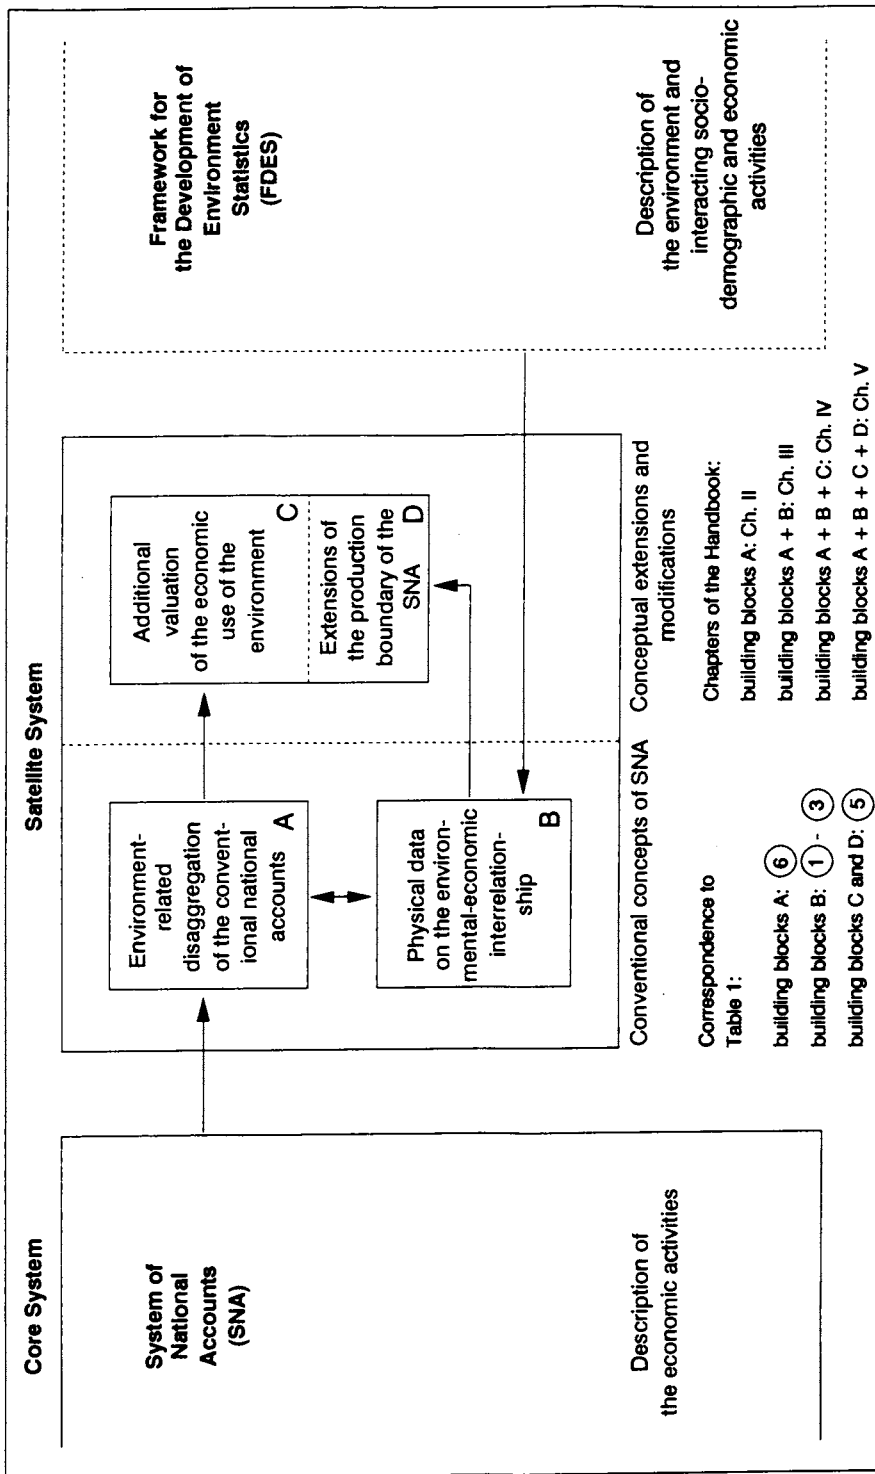 Core System
System of
National
Accounts
(SNA)
Description of
the economic activities
Satellite System
Environment-
related
disaggregation
of the convent-
ional national
accounts
A
Physical data
on the environ-
mental-economic
interrelation-
ship
B
Additional
valuation
of the economic
use of the
environment
C
Extensions of
the production
boundary of the
SNA
D
Conventional concepts of SNA
Conceptual extensions and
modifications
Framework for
the Development of
Environment
Statistics
(FDES)
Description of
the environment and
interacting socio-
demographic and economic
activities
Correspondence to
Table 1:
building blocks A: 6
building blocks B: 1 - 3
building blocks C and D: 5
Chapters of the Handbook:
building blocks A: Ch. II
building blocks A + B: Ch. III
building blocks A + B + C: Ch. IV
building blocks A + B + C + D: Ch. V